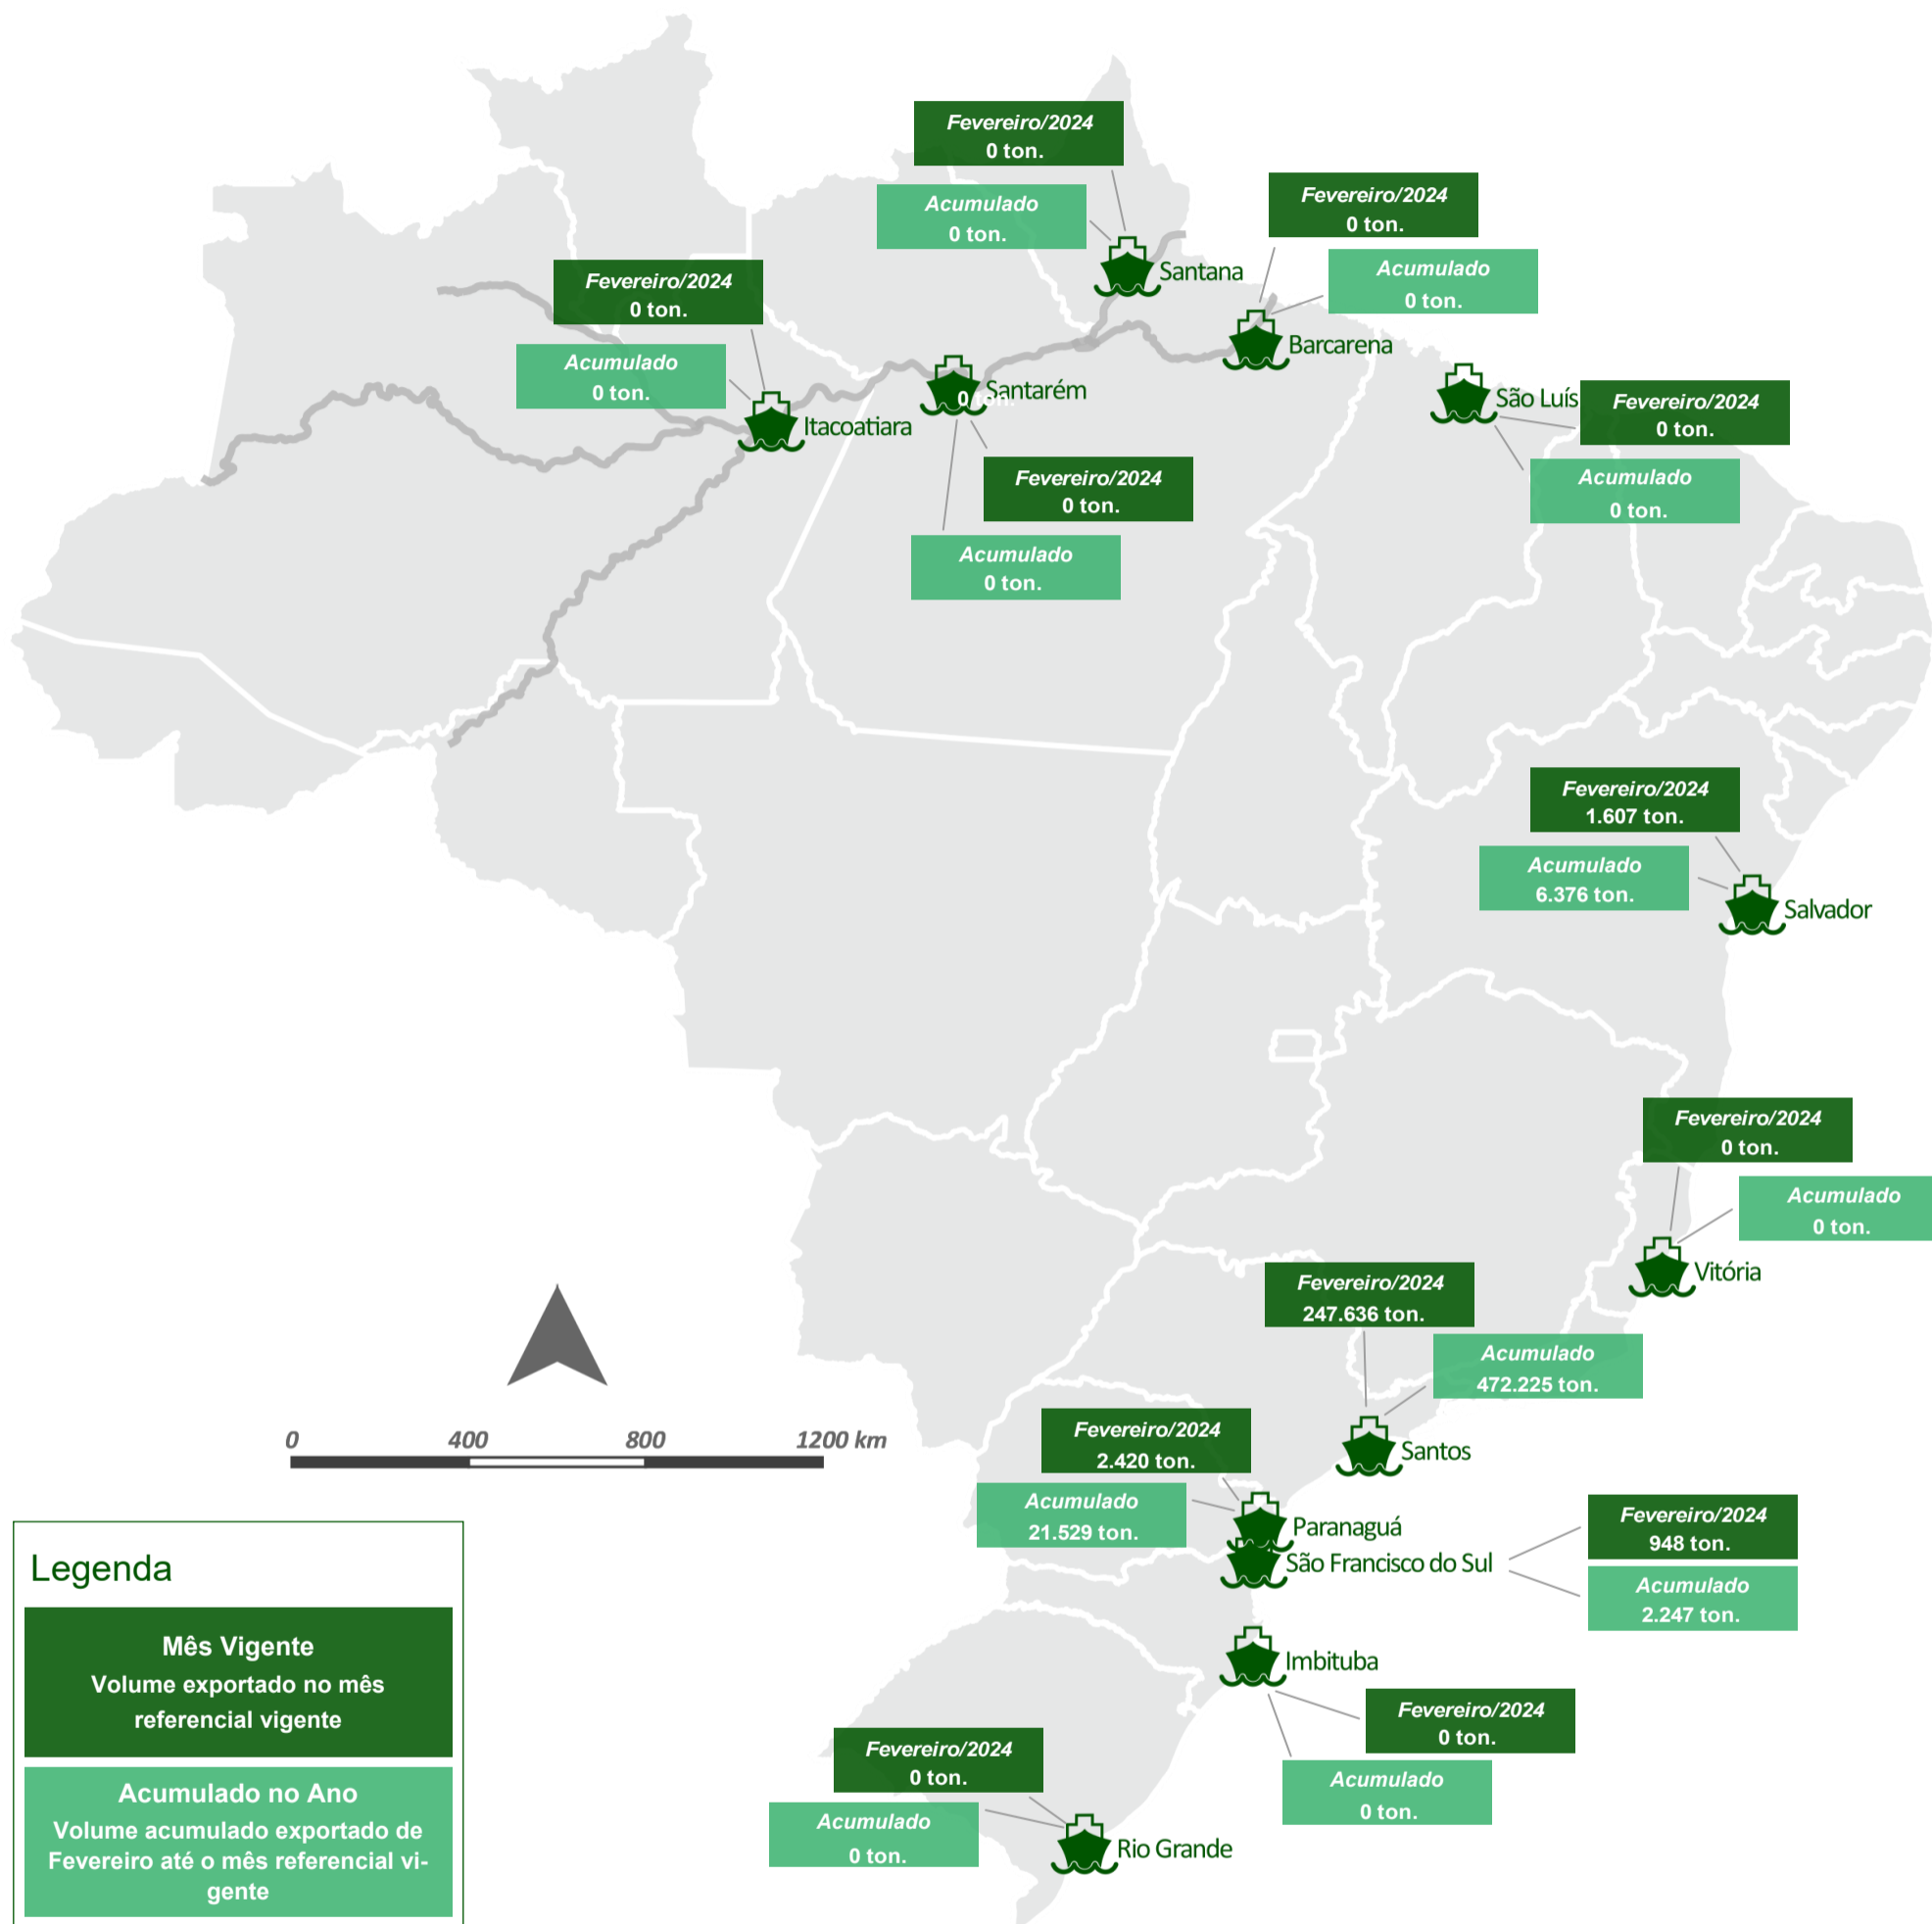 Fevereiro/2024
0 ton.
Acumulado
0 ton.
Santana
Fevereiro/2024
0 ton.
Acumulado
0 ton.
Barcarena
Fevereiro/2024
0 ton.
Acumulado
0 ton.
Itacoatiara
Santarém
0 ton.
Fevereiro/2024
0 ton.
Acumulado
0 ton.
São Luís
Fevereiro/2024
0 ton.
Acumulado
0 ton.
Fevereiro/2024
1.607 ton.
Acumulado
6.376 ton.
Salvador
Fevereiro/2024
0 ton.
Acumulado
0 ton.
Vitória
Fevereiro/2024
247.636 ton.
Acumulado
472.225 ton.
Santos
Fevereiro/2024
2.420 ton.
Acumulado
21.529 ton.
Paranaguá
São Francisco do Sul
Fevereiro/2024
948 ton.
Acumulado
2.247 ton.
Imbituba
Fevereiro/2024
0 ton.
Acumulado
0 ton.
Fevereiro/2024
0 ton.
Acumulado
0 ton.
Rio Grande
0 400 800 1200 km
Legenda
Mês Vigente
Volume exportado no mês
referencial vigente
Acumulado no Ano
Volume acumulado exportado de
Fevereiro até o mês referencial vi-
gente